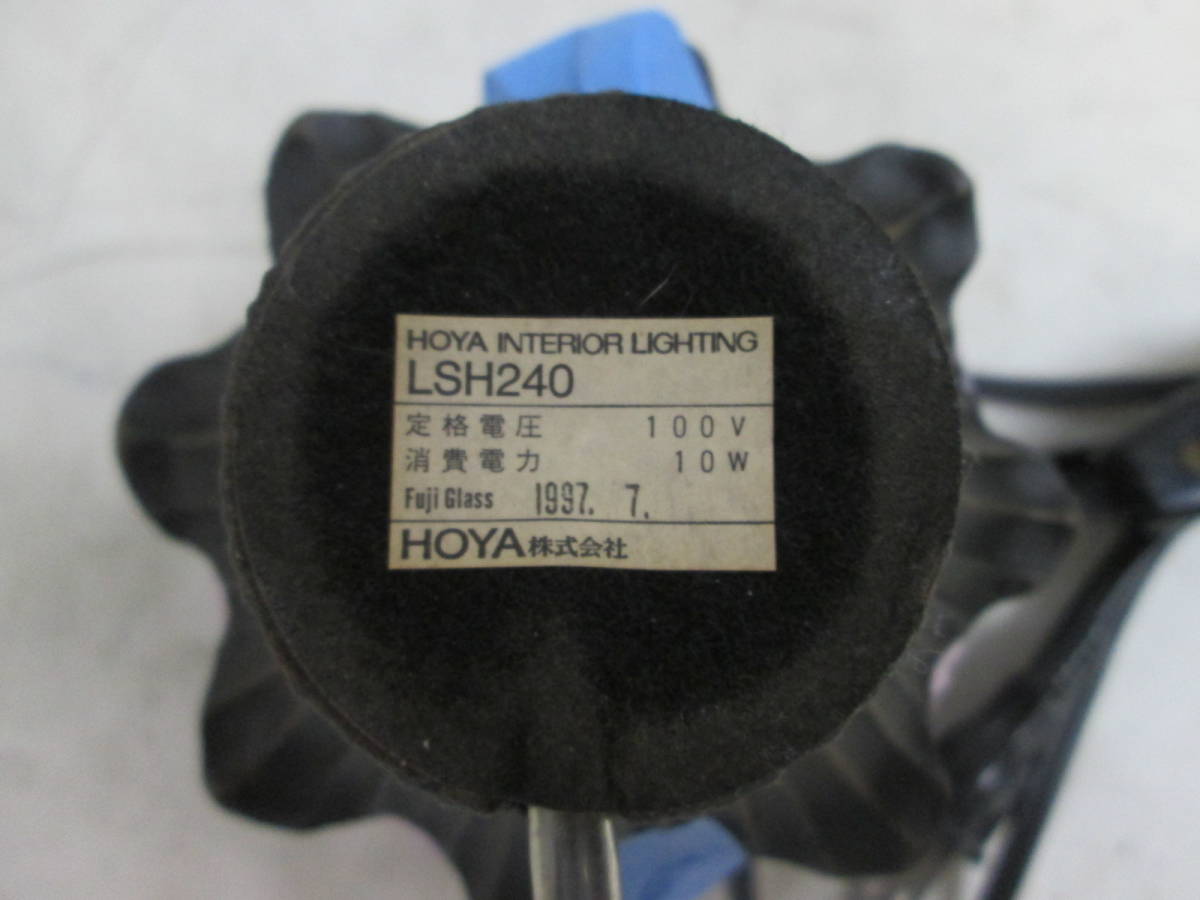 HOYA INTERIOR LIGHTING
LSH240
定格電圧 100V
消費電力 10W
Fuji Glass 1997. 7.
HOYA株式会社